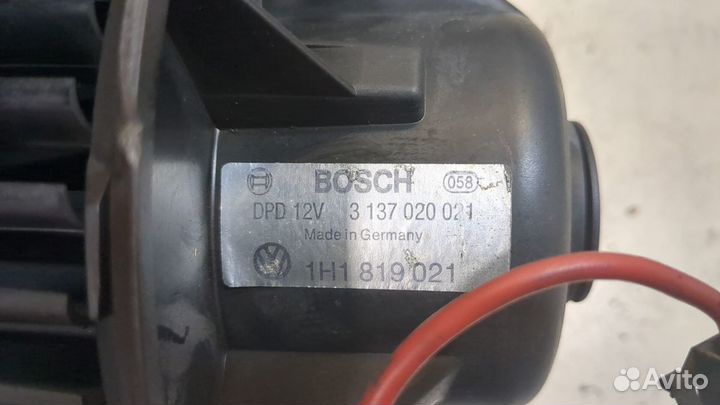 BOSCH 058
DPD 12V 3 137 020 021
Made in Germany
1H1 819 021
Avito